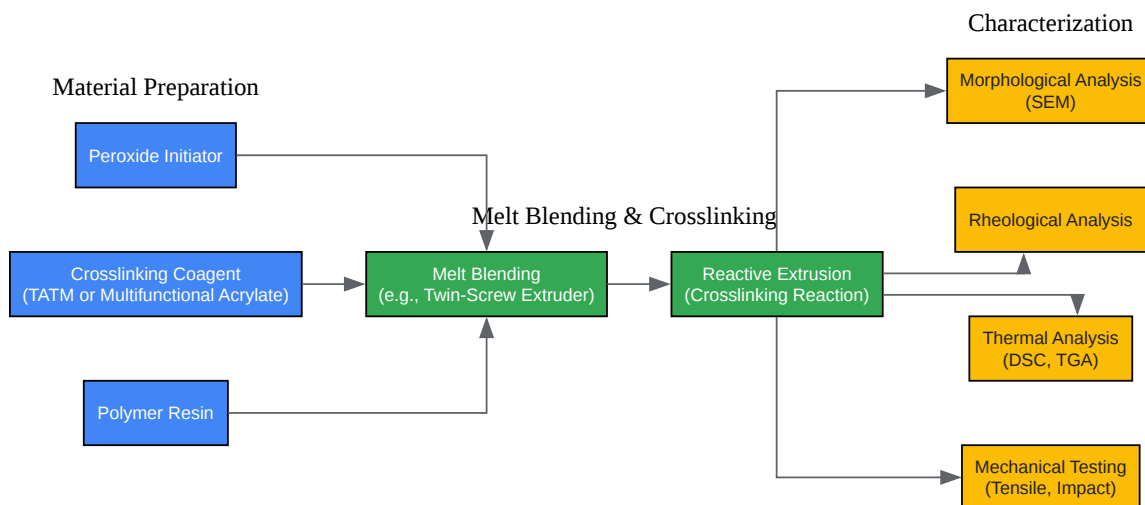 Material Preparation
Peroxide Initiator
Crosslinking Coagent
(TATM or Multifunctional Acrylate)
Polymer Resin
Melt Blending & Crosslinking
Melt Blending
(e.g., Twin-Screw Extruder)
Reactive Extrusion
(Crosslinking Reaction)
Characterization
Morphological Analysis
(SEM)
Rheological Analysis
Thermal Analysis
(DSC, TGA)
Mechanical Testing
(Tensile, Impact)